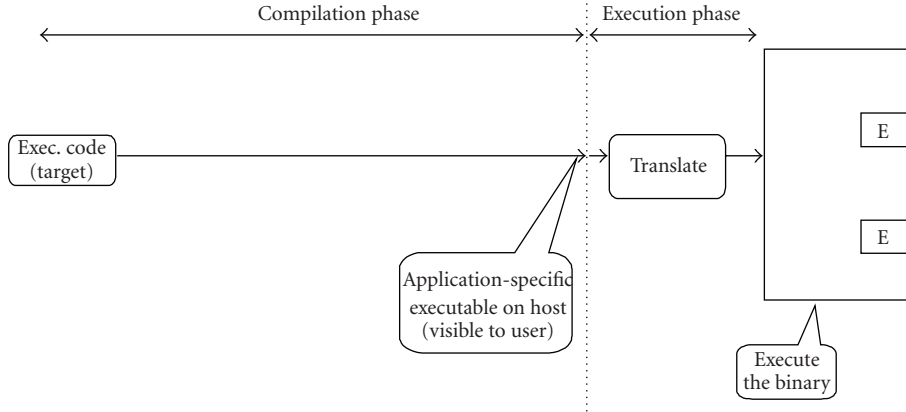 Compilation phase
Execution phase
Exec. code
(target)
Translate
E
E
Application-specific
executable on host
(visible to user)
Execute
the binary